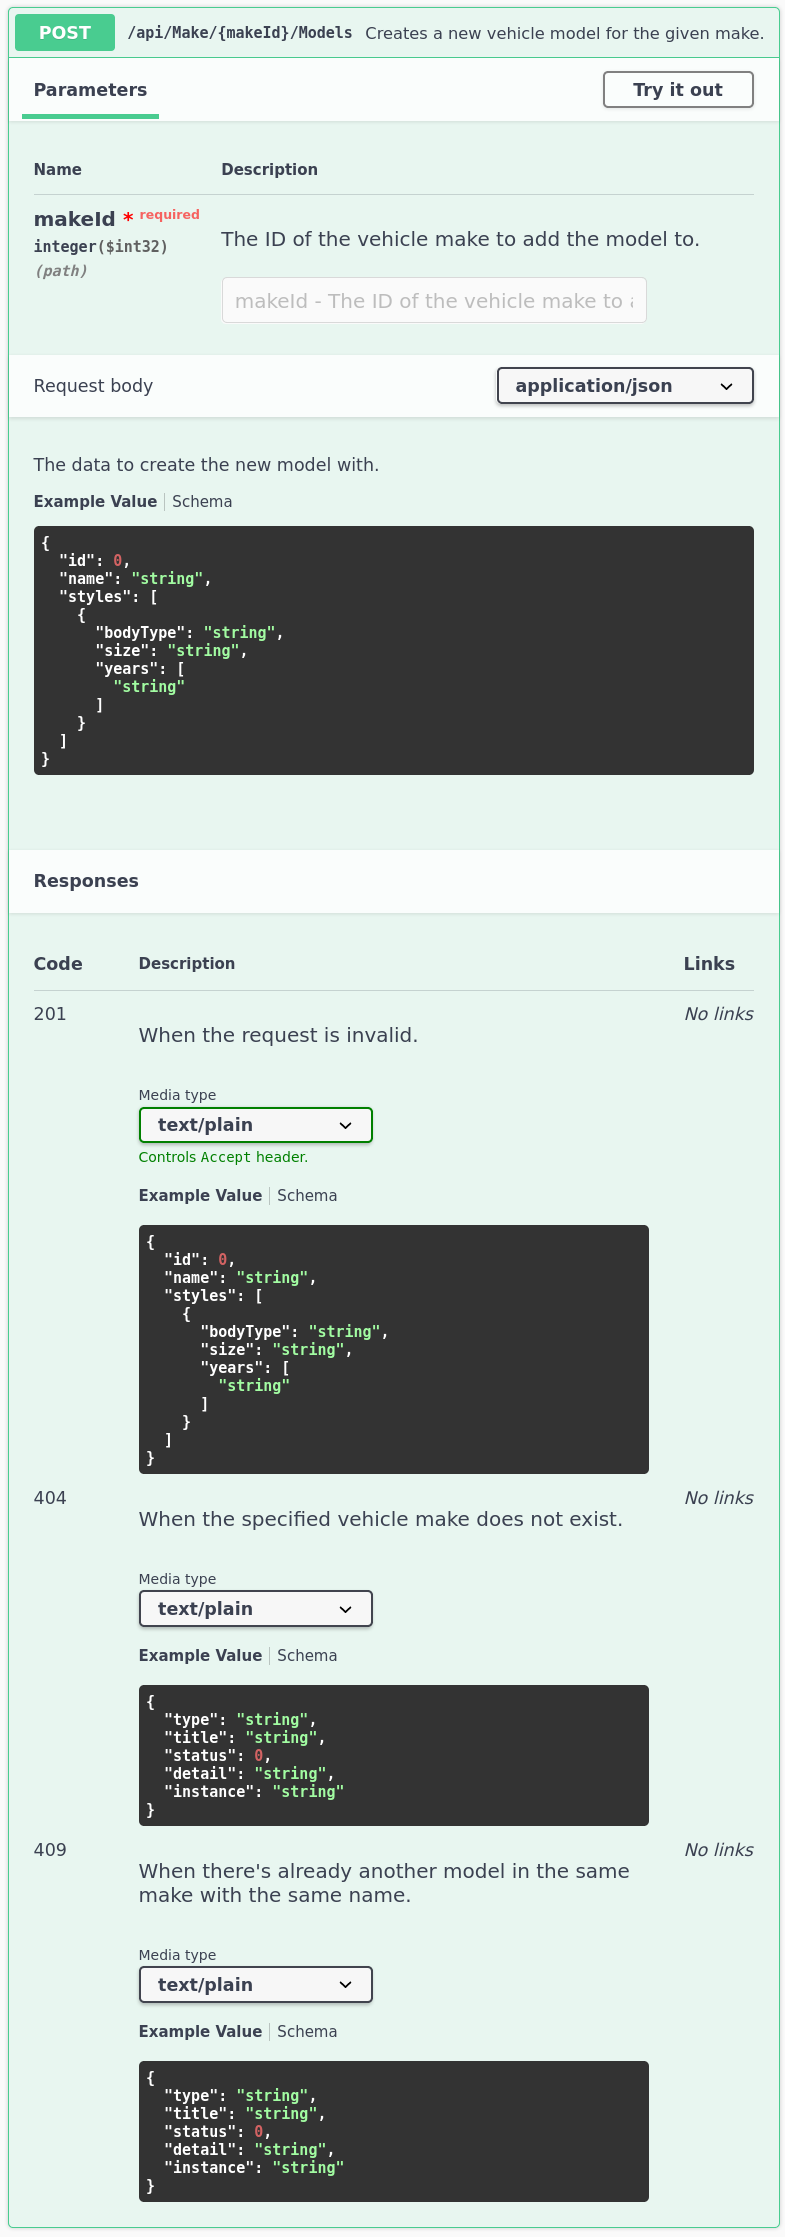 POST /api/Make/{makeId}/Models Creates a new vehicle model for the given make.
Parameters Try it out
Name Description
makeId * required
integer($int32)
(path)
The ID of the vehicle make to add the model to.
makeId - The ID of the vehicle make to
Request body application/json
The data to create the new model with.
Example Value Schema
{
  "id": 0,
  "name": "string",
  "styles": [
    {
      "bodyType": "string",
      "size": "string",
      "years": [
        "string"
      ]
    }
  ]
}
Responses
Code Description Links
201 No links
When the request is invalid.
Media type
text/plain
Controls Accept header.
Example Value Schema
{
  "id": 0,
  "name": "string",
  "styles": [
    {
      "bodyType": "string",
      "size": "string",
      "years": [
        "string"
      ]
    }
  ]
}
404 No links
When the specified vehicle make does not exist.
Media type
text/plain
Example Value Schema
{
  "type": "string",
  "title": "string",
  "status": 0,
  "detail": "string",
  "instance": "string"
}
409 No links
When there's already another model in the same
make with the same name.
Media type
text/plain
Example Value Schema
{
  "type": "string",
  "title": "string",
  "status": 0,
  "detail": "string",
  "instance": "string"
}